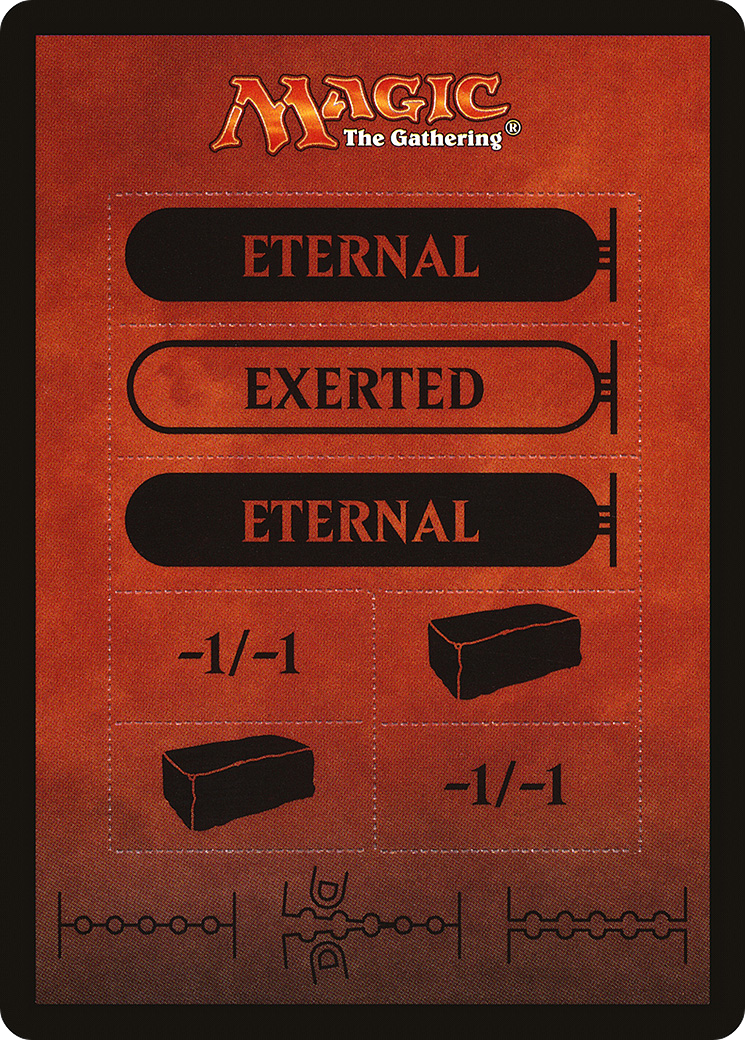 MAGIC
The Gathering®
ETERNAL
EXERTED
ETERNAL
-1/-1
-1/-1